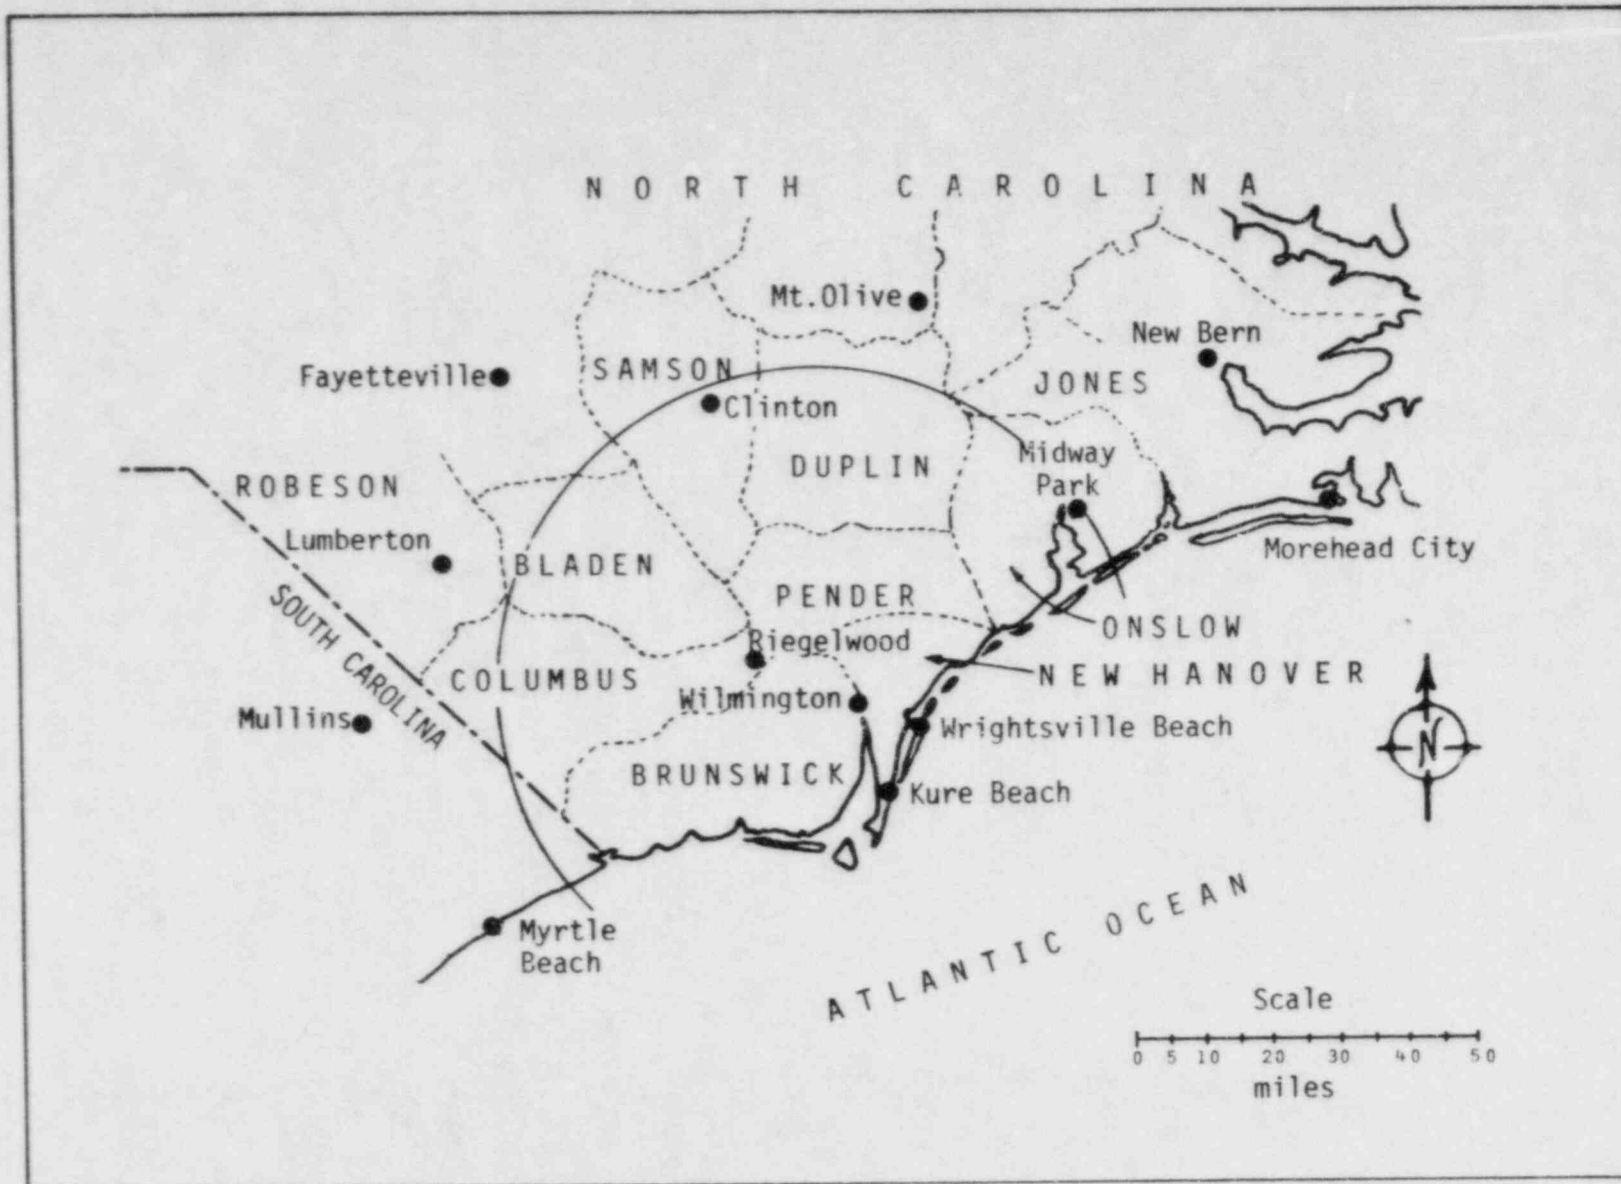 NORTH CAROLINA
Mt.Olive
New Bern
Fayetteville
SAMSON
JONES
Clinton
Midway
Park
DUPLIN
ROBESON
Lumberton
BLADEN
Morehead City
PENDER
SOUTH CAROLINA
ONSLOW
Riegelwood
COLUMBUS
NEW HANOVER
Wilmington
Mullins
Wrightsville Beach
N
BRUNSWICK
Kure Beach
Myrtle
Beach
ATLANTIC OCEAN
Scale
0 5 10 20 30 40 50
miles